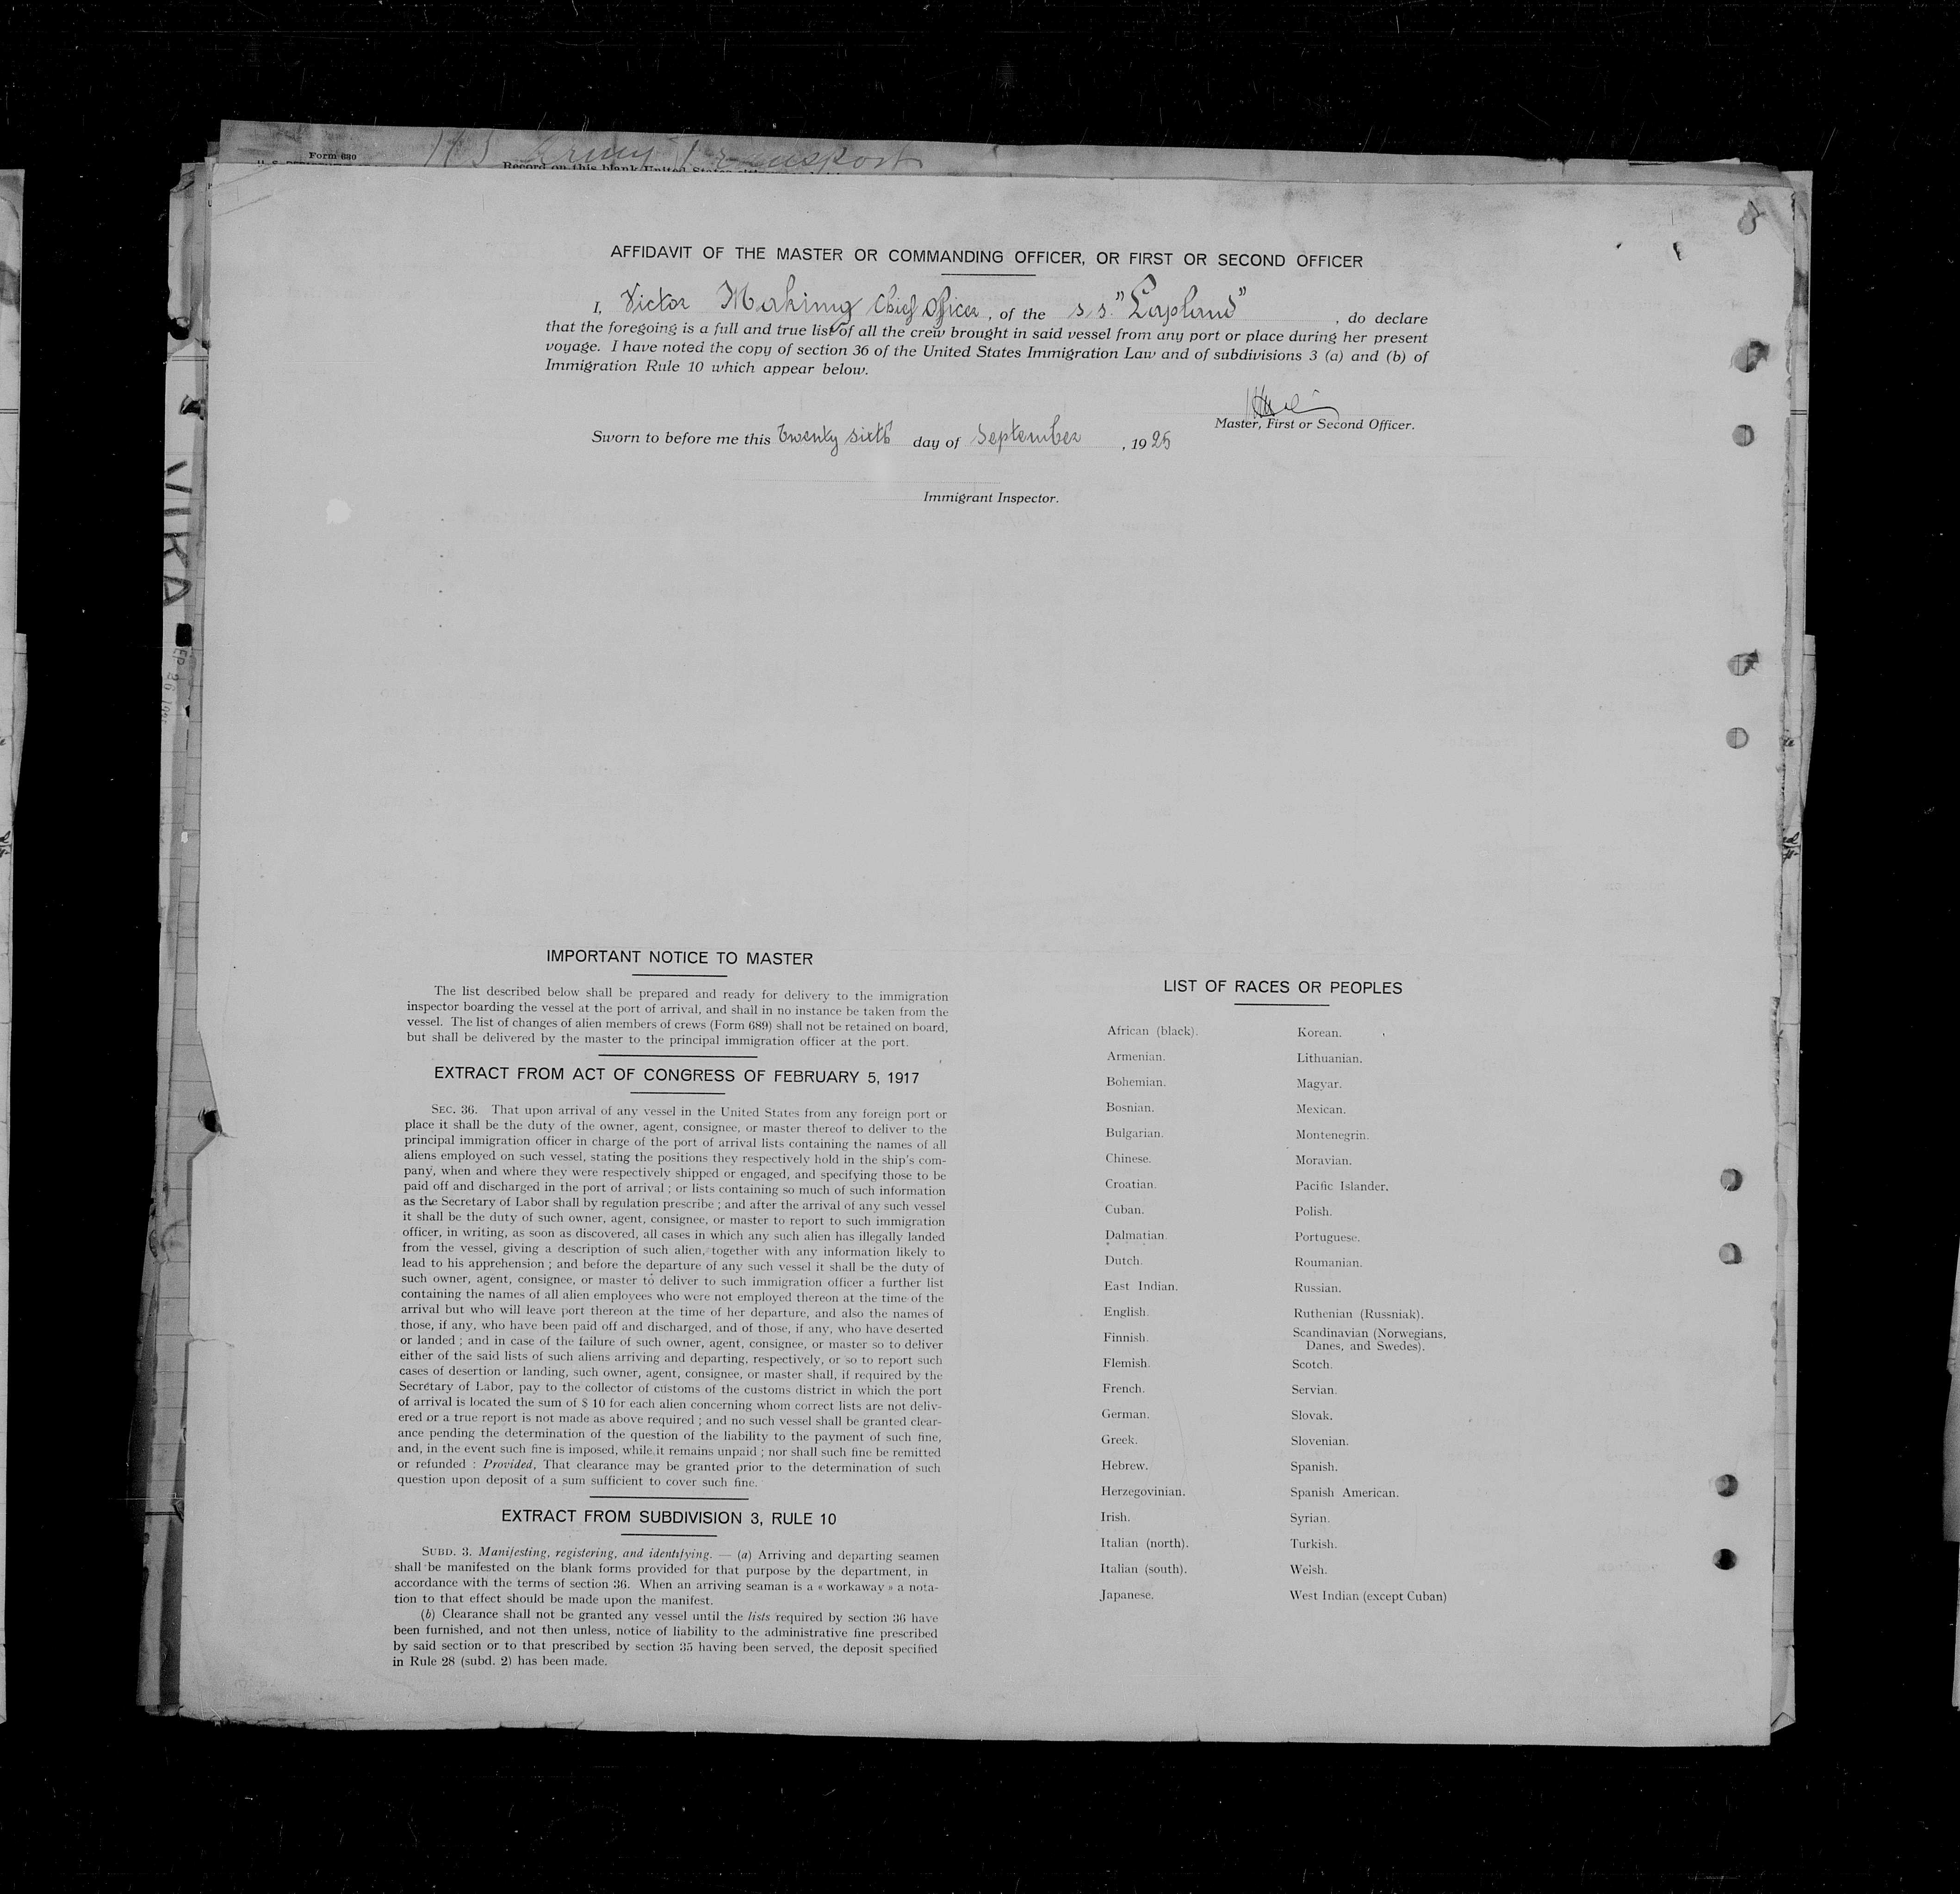 Form 689
U.S. Army Transport
Record on this blank United States
8
AFFIDAVIT OF THE MASTER OR COMMANDING OFFICER, OR FIRST OR SECOND OFFICER
I, Victor Chief Officer, of the s.s. "Lapland", do declare
that the foregoing is a full and true list of all the crew brought in said vessel from any port or place during her present
voyage. I have noted the copy of section 36 of the United States Immigration Law and of subdivisions 3 (a) and (b) of
Immigration Rule 10 which appear below.
Master, First or Second Officer.
Sworn to before me this twenty sixth day of September, 1925
Immigrant Inspector.
IMPORTANT NOTICE TO MASTER
The list described below shall be prepared and ready for delivery to the immigration
inspector boarding the vessel at the port of arrival, and shall in no instance be taken from the
vessel. The list of changes of alien members of crews (Form 689) shall not be retained on board,
but shall be delivered by the master to the principal immigration officer at the port.
EXTRACT FROM ACT OF CONGRESS OF FEBRUARY 5, 1917
SEC. 36. That upon arrival of any vessel in the United States from any foreign port or
place it shall be the duty of the owner, agent, consignee, or master thereof to deliver to the
principal immigration officer in charge of the port of arrival lists containing the names of all
aliens employed on such vessel, stating the positions they respectively hold in the ship's com-
pany, when and where they were respectively shipped or engaged, and specifying those to be
paid off and discharged in the port of arrival ; or lists containing so much of such information
as the Secretary of Labor shall by regulation prescribe ; and after the arrival of any such vessel
it shall be the duty of such owner, agent, consignee, or master to report to such immigration
officer, in writing, as soon as discovered, all cases in which any such alien has illegally landed
from the vessel, giving a description of such alien, together with any information likely to
lead to his apprehension ; and before the departure of any such vessel it shall be the duty of
such owner, agent, consignee, or master to deliver to such immigration officer a further list
containing the names of all alien employees who were not employed thereon at the time of the
arrival but who will leave port thereon at the time of her departure, and also the names of
those, if any, who have been paid off and discharged, and of those, if any, who have deserted
or landed ; and in case of the failure of such owner, agent, consignee, or master so to deliver
either of the said lists of such aliens arriving and departing, respectively, or so to report such
cases of desertion or landing, such owner, agent, consignee, or master shall, if required by the
Secretary of Labor, pay to the collector of customs of the customs district in which the port
of arrival is located the sum of $ 10 for each alien concerning whom correct lists are not deliv-
ered or a true report is not made as above required ; and no such vessel shall be granted clear-
ance pending the determination of the question of the liability to the payment of such fine,
and, in the event such fine is imposed, while it remains unpaid ; nor shall such fine be remitted
or refunded : Provided, That clearance may be granted prior to the determination of such
question upon deposit of a sum sufficient to cover such fine.
EXTRACT FROM SUBDIVISION 3, RULE 10
SUBD. 3. Manifesting, registering, and identifying. — (a) Arriving and departing seamen
shall be manifested on the blank forms provided for that purpose by the department, in
accordance with the terms of section 36. When an arriving seaman is a « workaway » a nota-
tion to that effect should be made upon the manifest.
(b) Clearance shall not be granted any vessel until the lists required by section 36 have
been furnished, and not then unless, notice of liability to the administrative fine prescribed
by said section or to that prescribed by section 35 having been served, the deposit specified
in Rule 28 (subd. 2) has been made.
LIST OF RACES OR PEOPLES
African (black).
Armenian.
Bohemian.
Bosnian.
Bulgarian.
Chinese.
Croatian.
Cuban.
Dalmatian.
Dutch.
East Indian.
English.
Finnish.
Flemish.
French.
German.
Greek.
Hebrew.
Herzegovinian.
Irish.
Italian (north).
Italian (south).
Japanese.
Korean.
Lithuanian.
Magyar.
Mexican.
Montenegrin.
Moravian.
Pacific Islander.
Polish.
Portuguese.
Roumanian.
Russian.
Ruthenian (Russniak).
Scandinavian (Norwegians,
Danes, and Swedes).
Scotch.
Servian.
Slovak.
Slovenian.
Spanish.
Spanish American.
Syrian.
Turkish.
Welsh.
West Indian (except Cuban)